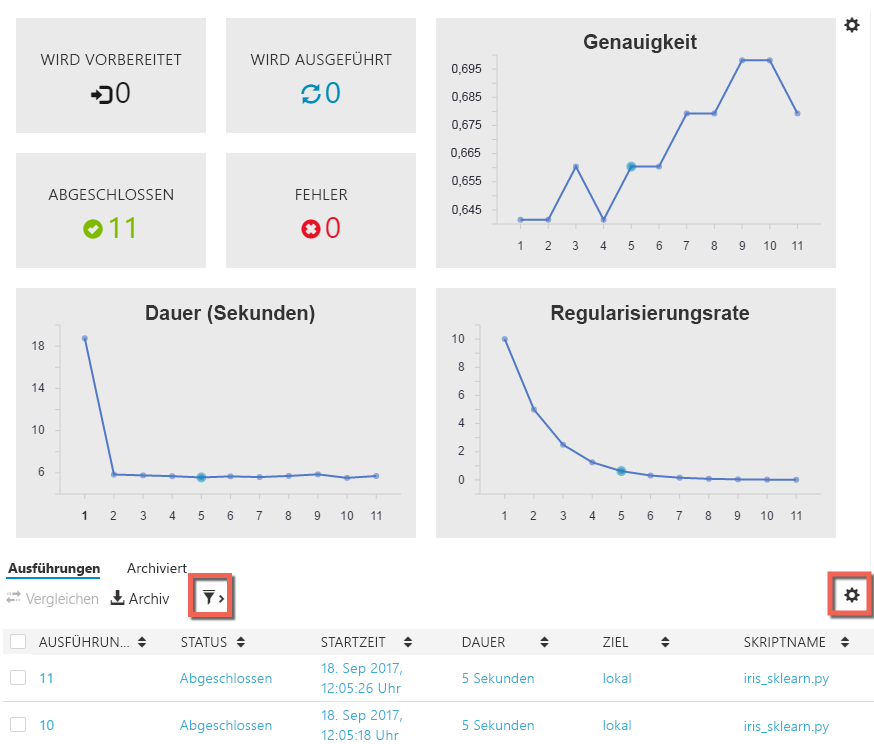 WIRD VORBEREITET
0
WIRD AUSGEFÜHRT
0
ABGESCHLOSSEN
11
FEHLER
0
Genauigkeit
0,695
0,685
0,675
0,665
0,655
0,645
1 2 3 4 5 6 7 8 9 10 11
Dauer (Sekunden)
18
14
10
6
1 2 3 4 5 6 7 8 9 10 11
Regularisierungsrate
10
8
6
4
2
0
1 2 3 4 5 6 7 8 9 10 11
Ausführungen Archiviert
Vergleichen Archiv
AUSFÜHRUN... STATUS STARTZEIT DAUER ZIEL SKRIPTNAME
11 Abgeschlossen 18. Sep 2017, 12:05:26 Uhr 5 Sekunden lokal iris_sklearn.py
10 Abgeschlossen 18. Sep 2017, 12:05:18 Uhr 5 Sekunden lokal iris_sklearn.py